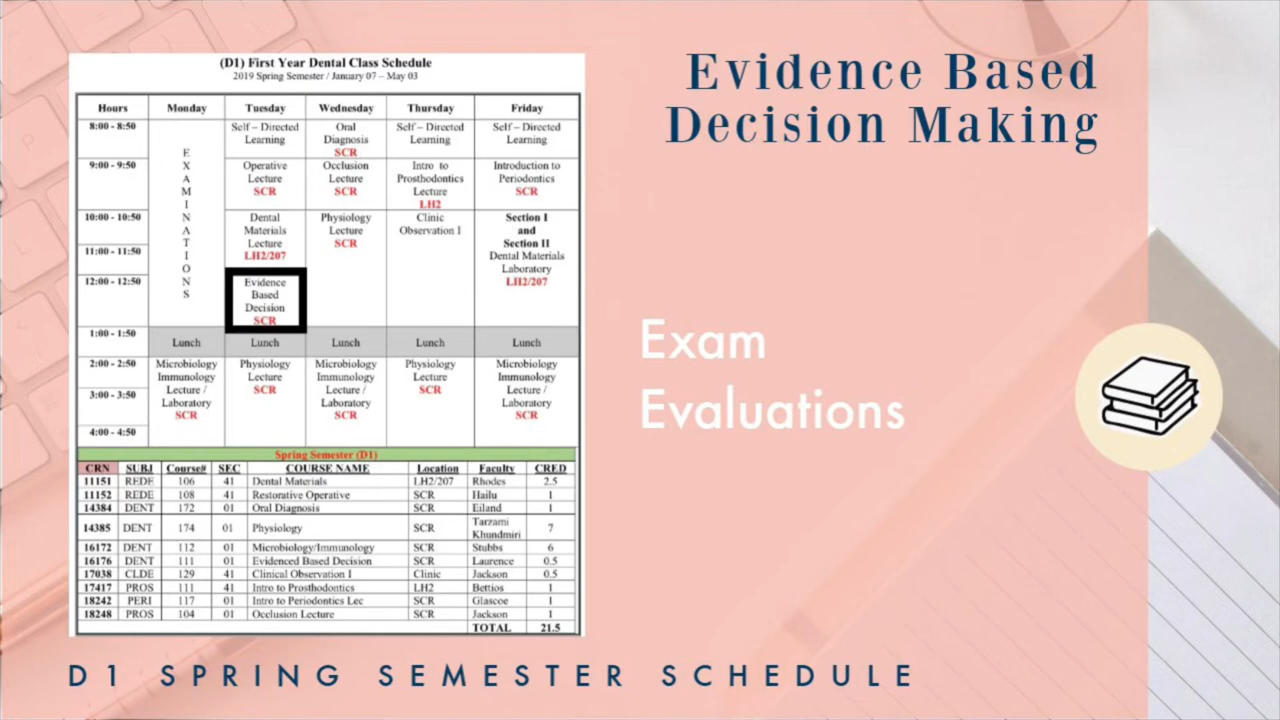 (D1) First Year Dental Class Schedule
2019 Spring Semester / January 07 – May 03
Hours Monday Tuesday Wednesday Thursday Friday
8:00 - 8:50
9:00 - 9:50
10:00 - 10:50
11:00 - 11:50
12:00 - 12:50
1:00 - 1:50
2:00 - 2:50
3:00 - 3:50
4:00 - 4:50
E
X
A
M
I
N
A
T
I
O
N
S
Lunch
Microbiology
Immunology
Lecture /
Laboratory
SCR
Self – Directed
Learning
Operative
Lecture
SCR
Dental
Materials
Lecture
LH2/207
Evidence
Based
Decision
SCR
Lunch
Physiology
Lecture
SCR
Oral
Diagnosis
SCR
Occlusion
Lecture
SCR
Physiology
Lecture
SCR
Lunch
Microbiology
Immunology
Lecture /
Laboratory
SCR
Self – Directed
Learning
Intro to
Prosthodontics
Lecture
LH2
Clinic
Observation I
Lunch
Physiology
Lecture
SCR
Self – Directed
Learning
Introduction to
Periodontics
SCR
Section I
and
Section II
Dental Materials
Laboratory
LH2/207
Lunch
Microbiology
Immunology
Lecture /
Laboratory
SCR
Spring Semester (D1)
CRN SUBJ Course# SEC COURSE NAME Location Faculty CRED
11151 REDE 106 41 Dental Materials LH2/207 Rhodes 2.5
11152 REDE 108 41 Restorative Operative SCR Hailu 1
14384 DENT 172 01 Oral Diagnosis SCR Eiland 1
14385 DENT 174 01 Physiology SCR Tarzami Khundmiri 7
16172 DENT 112 01 Microbiology/Immunology SCR Stubbs 6
16176 DENT 111 01 Evidenced Based Decision SCR Laurence 0.5
17038 CLDE 129 41 Clinical Observation I Clinic Jackson 0.5
17417 PROS 111 41 Intro to Prosthodontics LH2 Bettios 1
18242 PERI 117 01 Intro to Periodontics Lec SCR Glascoe 1
18248 PROS 104 01 Occlusion Lecture SCR Jackson 1
TOTAL 21.5
Evidence Based
Decision Making
Exam
Evaluations
D1 SPRING SEMESTER SCHEDULE